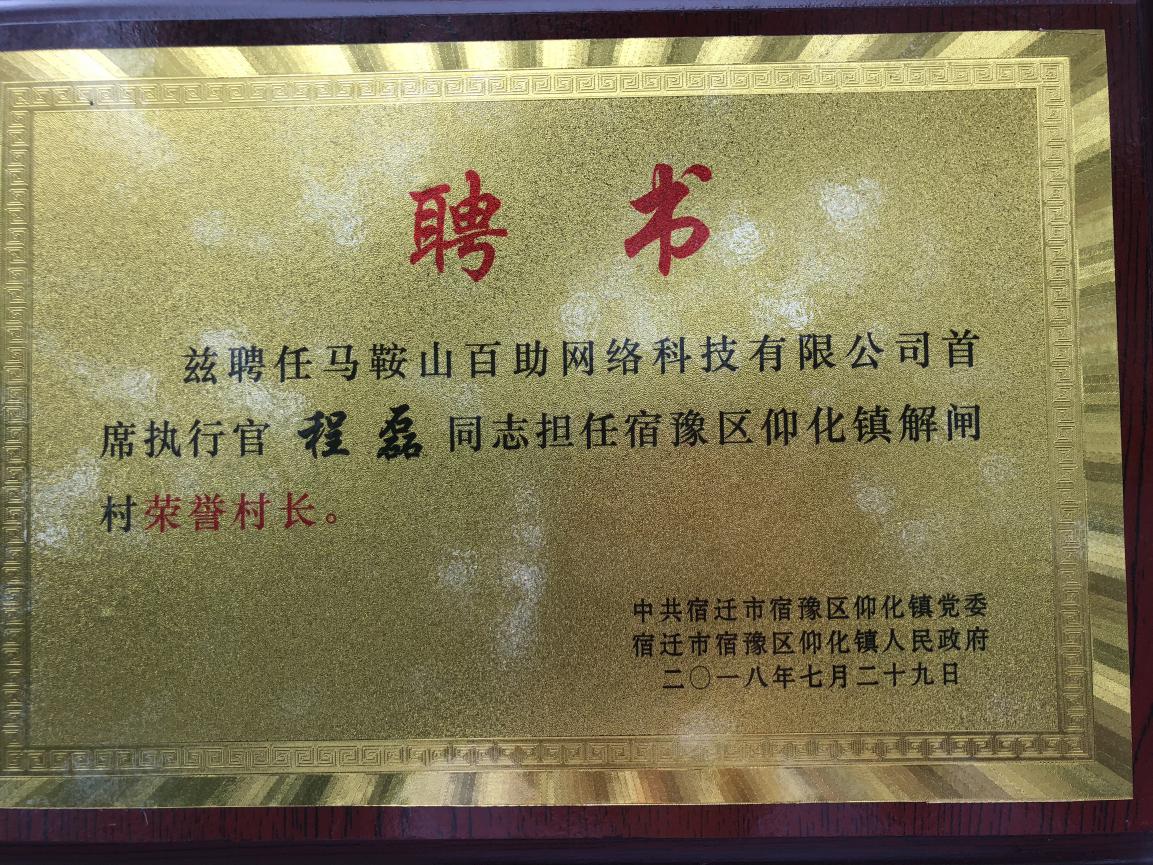 聘书
兹聘任马鞍山百助网络科技有限公司首
席执行官 程磊 同志担任宿豫区仰化镇解闸
村荣誉村长。
中共宿迁市宿豫区仰化镇党委
宿迁市宿豫区仰化镇人民政府
二〇一八年七月二十九日